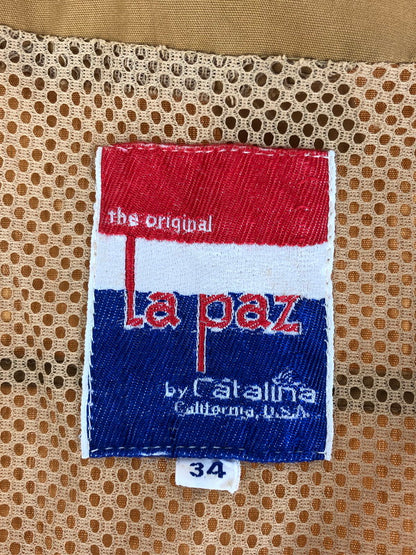 the original
La paz
by Catalina
California, U.S.A.
34